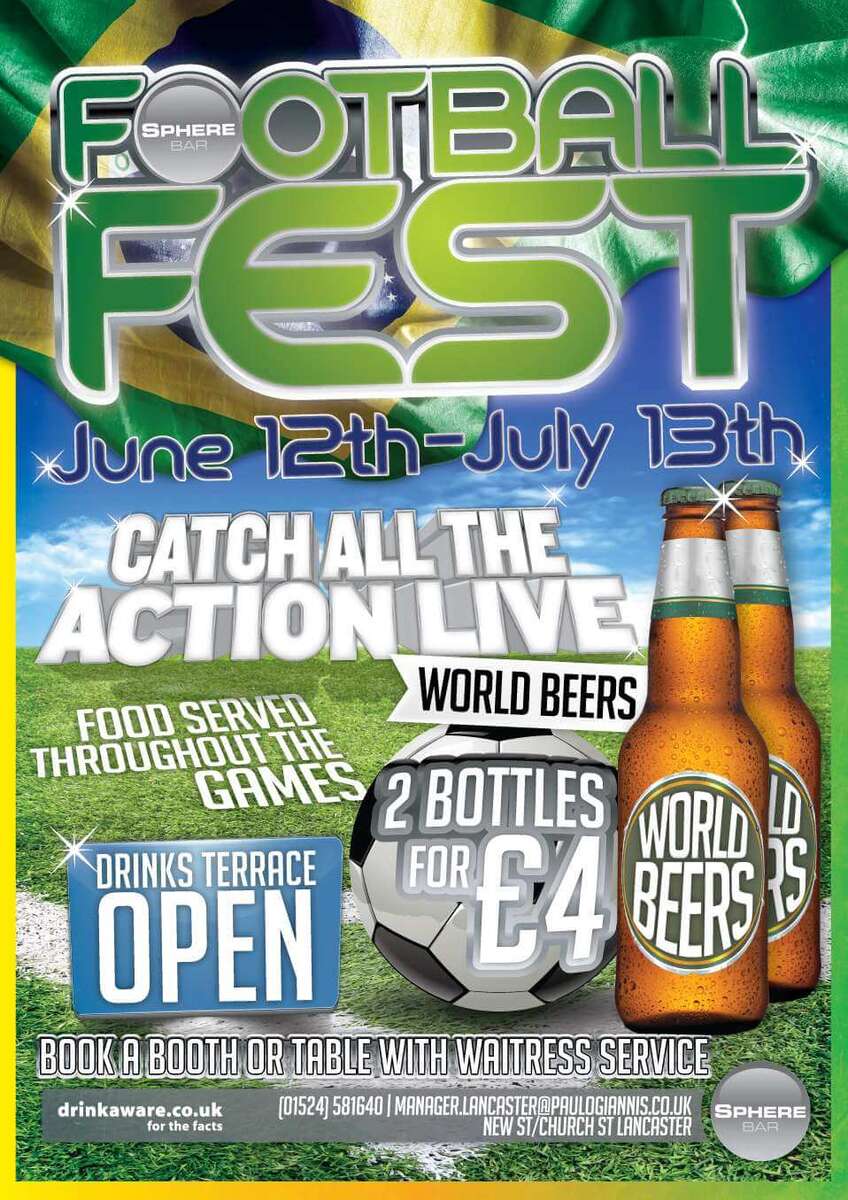 FOOTBALL
SPHERE
BAR
FEST
June 12th-July 13th
CATCH ALL THE
ACTION LIVE
WORLD BEERS
FOOD SERVED
THROUGHOUT THE
GAMES
2 BOTTLES
FOR £4
WORLD
BEERS
LD
RS
DRINKS TERRACE
OPEN
BOOK A BOOTH OR TABLE WITH WAITRESS SERVICE
drinkaware.co.uk
for the facts
(01524) 581640 | MANAGER.LANCASTER@PAULOGIANNIS.CO.UK
NEW ST/CHURCH ST LANCASTER
SPHERE
BAR